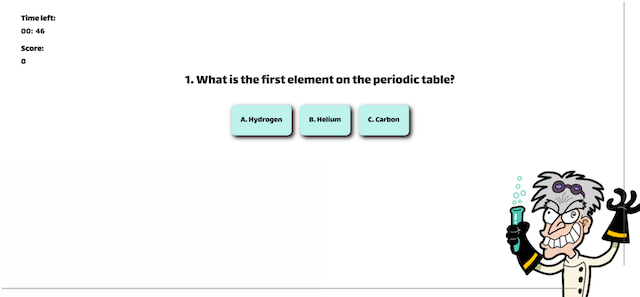 Time left:
00: 46
Score:
0
1. What is the first element on the periodic table?
A. Hydrogen
B. Helium
C. Carbon